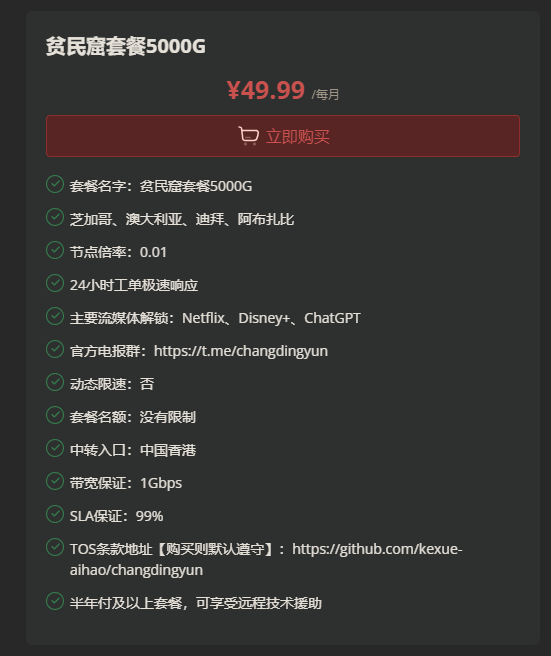 贫民窟套餐5000G
¥49.99 /每月
立即购买
套餐名字：贫民窟套餐5000G
芝加哥、澳大利亚、迪拜、阿布扎比
节点倍率：0.01
24小时工单极速响应
主要流媒体解锁：Netflix、Disney+、ChatGPT
官方电报群：https://t.me/changdingyun
动态限速：否
套餐名额：没有限制
中转入口：中国香港
带宽保证：1Gbps
SLA保证：99%
TOS条款地址【购买则默认遵守】：https://github.com/kexue-
aihao/changdingyun
半年付及以上套餐，可享受远程技术援助